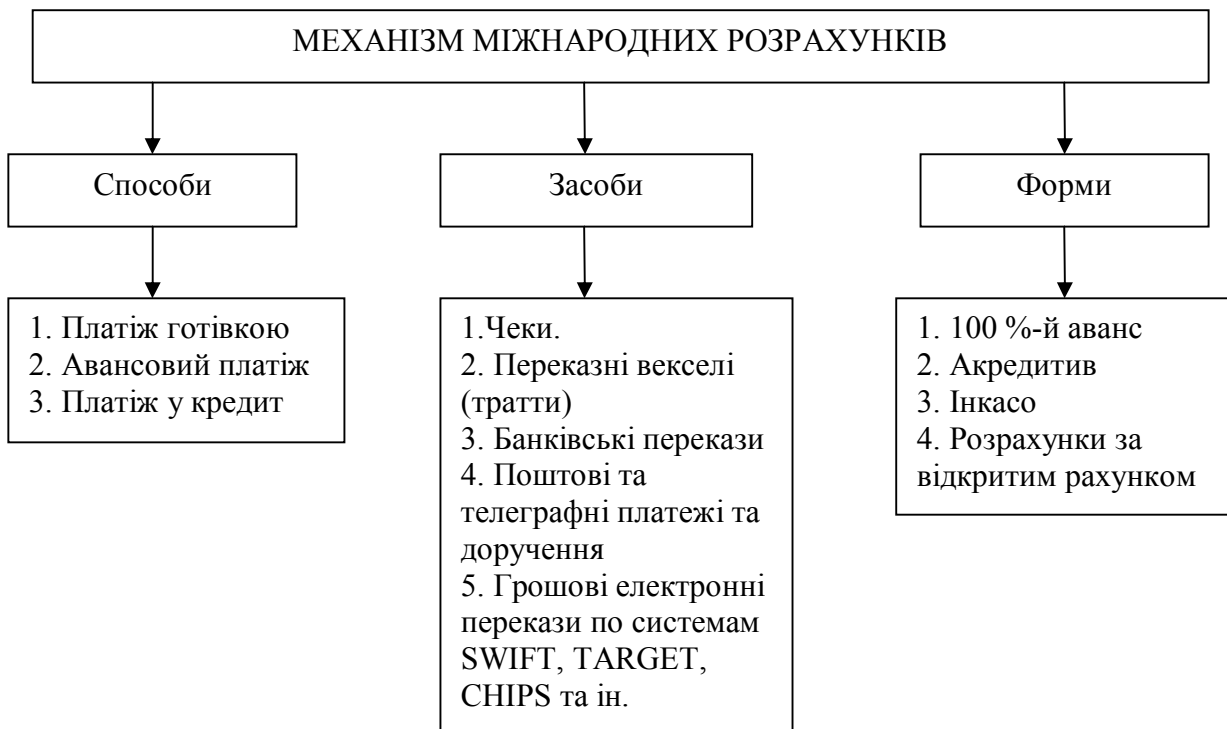 МЕХАНІЗМ МІЖНАРОДНИХ РОЗРАХУНКІВ
Способи
Засоби
Форми
1. Платіж готівкою
2. Авансовий платіж
3. Платіж у кредит
1.Чеки.
2. Переказні векселі
(тратти)
3. Банківські перекази
4. Поштові та
телеграфні платежі та
доручення
5. Грошові електронні
перекази по системам
SWIFT, TARGET,
CHIPS та ін.
1. 100 %-й аванс
2. Акредитив
3. Інкасо
4. Розрахунки за
відкритим рахунком